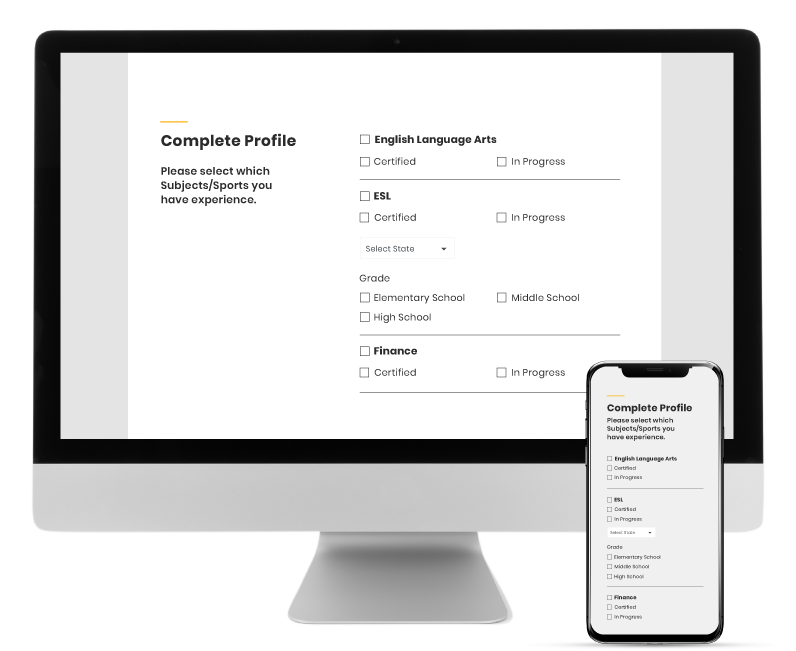 Complete Profile
Please select which
Subjects/Sports you
have experience.
English Language Arts
Certified In Progress
ESL
Certified In Progress
Select State
Grade
Elementary School Middle School
High School
Finance
Certified In Progress
Complete Profile
Please select which
Subjects/Sports you
have experience.
English Language Arts
Certified
In Progress
ESL
Certified
In Progress
Select State
Grade
Elementary School
Middle School
High School
Finance
Certified
In Progress